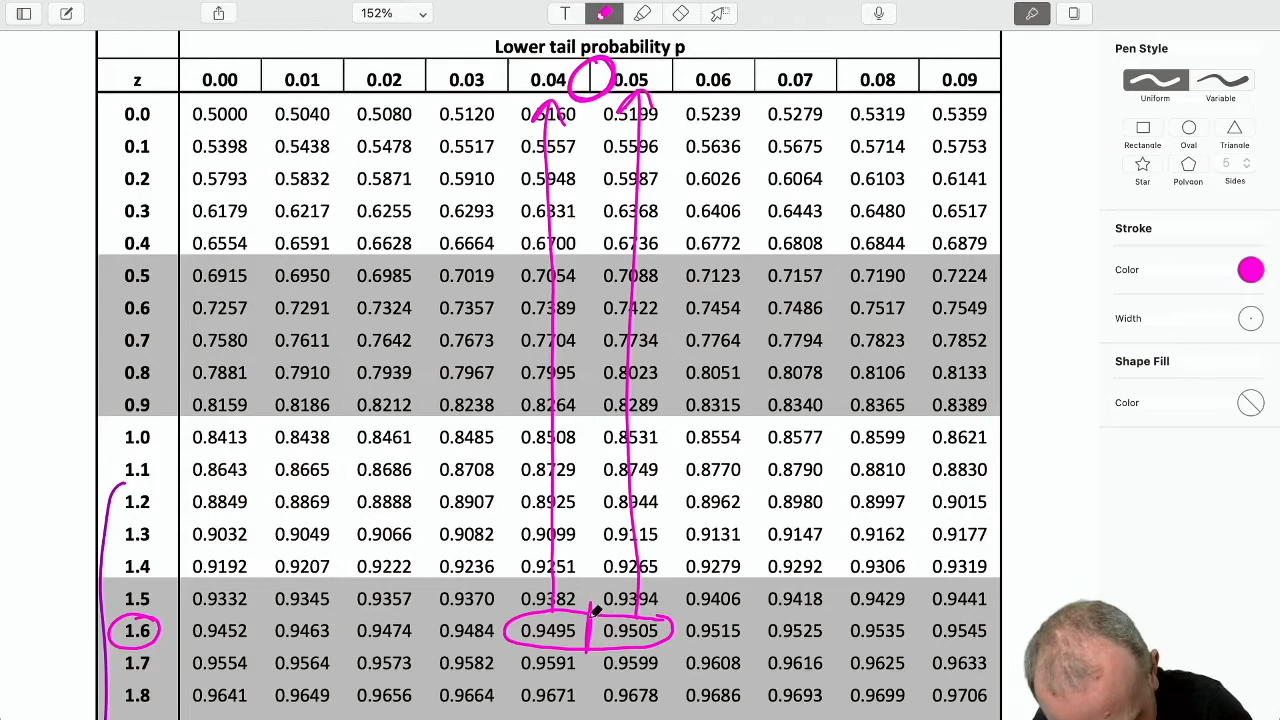 152%
T
Lower tail probability p
z 0.00 0.01 0.02 0.03 0.04 0.05 0.06 0.07 0.08 0.09
0.0 0.5000 0.5040 0.5080 0.5120 0.5160 0.5199 0.5239 0.5279 0.5319 0.5359
0.1 0.5398 0.5438 0.5478 0.5517 0.5557 0.5596 0.5636 0.5675 0.5714 0.5753
0.2 0.5793 0.5832 0.5871 0.5910 0.5948 0.5987 0.6026 0.6064 0.6103 0.6141
0.3 0.6179 0.6217 0.6255 0.6293 0.6331 0.6368 0.6406 0.6443 0.6480 0.6517
0.4 0.6554 0.6591 0.6628 0.6664 0.6700 0.6736 0.6772 0.6808 0.6844 0.6879
0.5 0.6915 0.6950 0.6985 0.7019 0.7054 0.7088 0.7123 0.7157 0.7190 0.7224
0.6 0.7257 0.7291 0.7324 0.7357 0.7389 0.7422 0.7454 0.7486 0.7517 0.7549
0.7 0.7580 0.7611 0.7642 0.7673 0.7704 0.7734 0.7764 0.7794 0.7823 0.7852
0.8 0.7881 0.7910 0.7939 0.7967 0.7995 0.8023 0.8051 0.8078 0.8106 0.8133
0.9 0.8159 0.8186 0.8212 0.8238 0.8264 0.8289 0.8315 0.8340 0.8365 0.8389
1.0 0.8413 0.8438 0.8461 0.8485 0.8508 0.8531 0.8554 0.8577 0.8599 0.8621
1.1 0.8643 0.8665 0.8686 0.8708 0.8729 0.8749 0.8770 0.8790 0.8810 0.8830
1.2 0.8849 0.8869 0.8888 0.8907 0.8925 0.8944 0.8962 0.8980 0.8997 0.9015
1.3 0.9032 0.9049 0.9066 0.9082 0.9099 0.9115 0.9131 0.9147 0.9162 0.9177
1.4 0.9192 0.9207 0.9222 0.9236 0.9251 0.9265 0.9279 0.9292 0.9306 0.9319
1.5 0.9332 0.9345 0.9357 0.9370 0.9382 0.9394 0.9406 0.9418 0.9429 0.9441
1.6 0.9452 0.9463 0.9474 0.9484 0.9495 0.9505 0.9515 0.9525 0.9535 0.9545
1.7 0.9554 0.9564 0.9573 0.9582 0.9591 0.9599 0.9608 0.9616 0.9625 0.9633
1.8 0.9641 0.9649 0.9656 0.9664 0.9671 0.9678 0.9686 0.9693 0.9699 0.9706
Pen Style
Uniform Variable
Rectangle Oval Triangle
5
Star Polygon Sides
Stroke
Color
Width
Shape Fill
Color